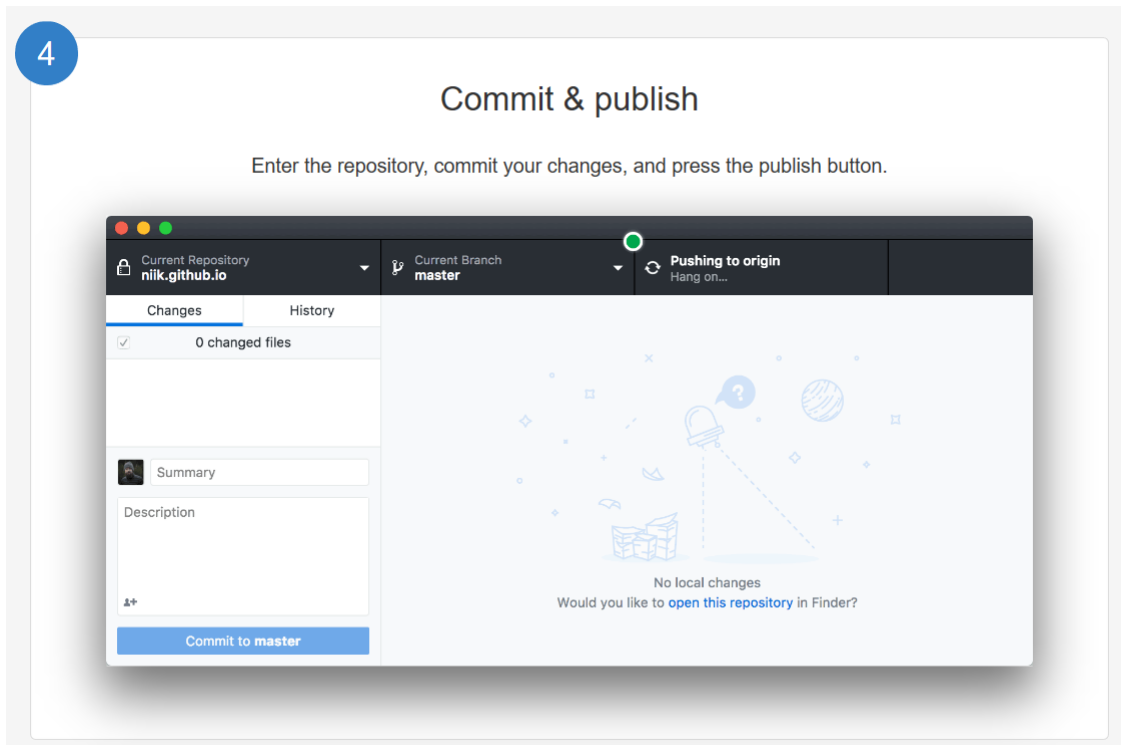 4
Commit & publish
Enter the repository, commit your changes, and press the publish button.
Current Repository
niik.github.io
Current Branch
master
Pushing to origin
Hang on...
Changes
History
0 changed files
?
Summary
Description
No local changes
Would you like to open this repository in Finder?
Commit to master